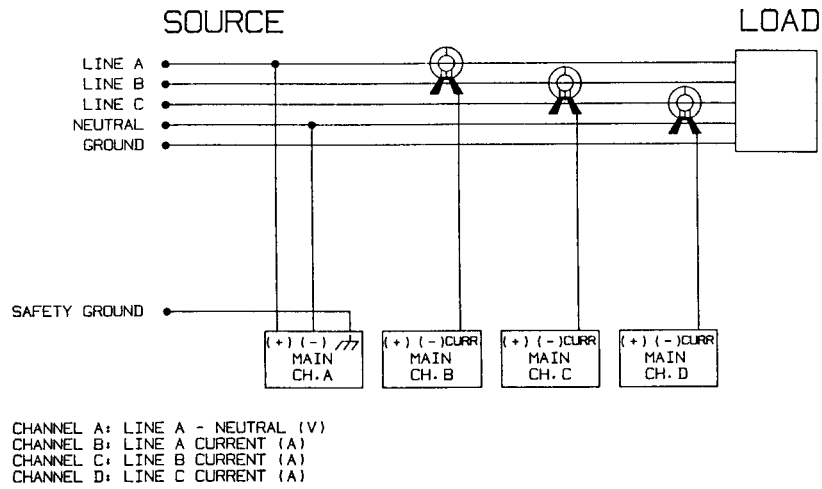 SOURCE LOAD
LINE A
LINE B
LINE C
NEUTRAL
GROUND
SAFETY GROUND
(+) (-)
MAIN
CH. A
(+) (-)CURR
MAIN
CH. B
(+) (-)CURR
MAIN
CH. C
(+) (-)CURR
MAIN
CH. D
CHANNEL A: LINE A - NEUTRAL (V)
CHANNEL B: LINE A CURRENT (A)
CHANNEL C: LINE B CURRENT (A)
CHANNEL D: LINE C CURRENT (A)